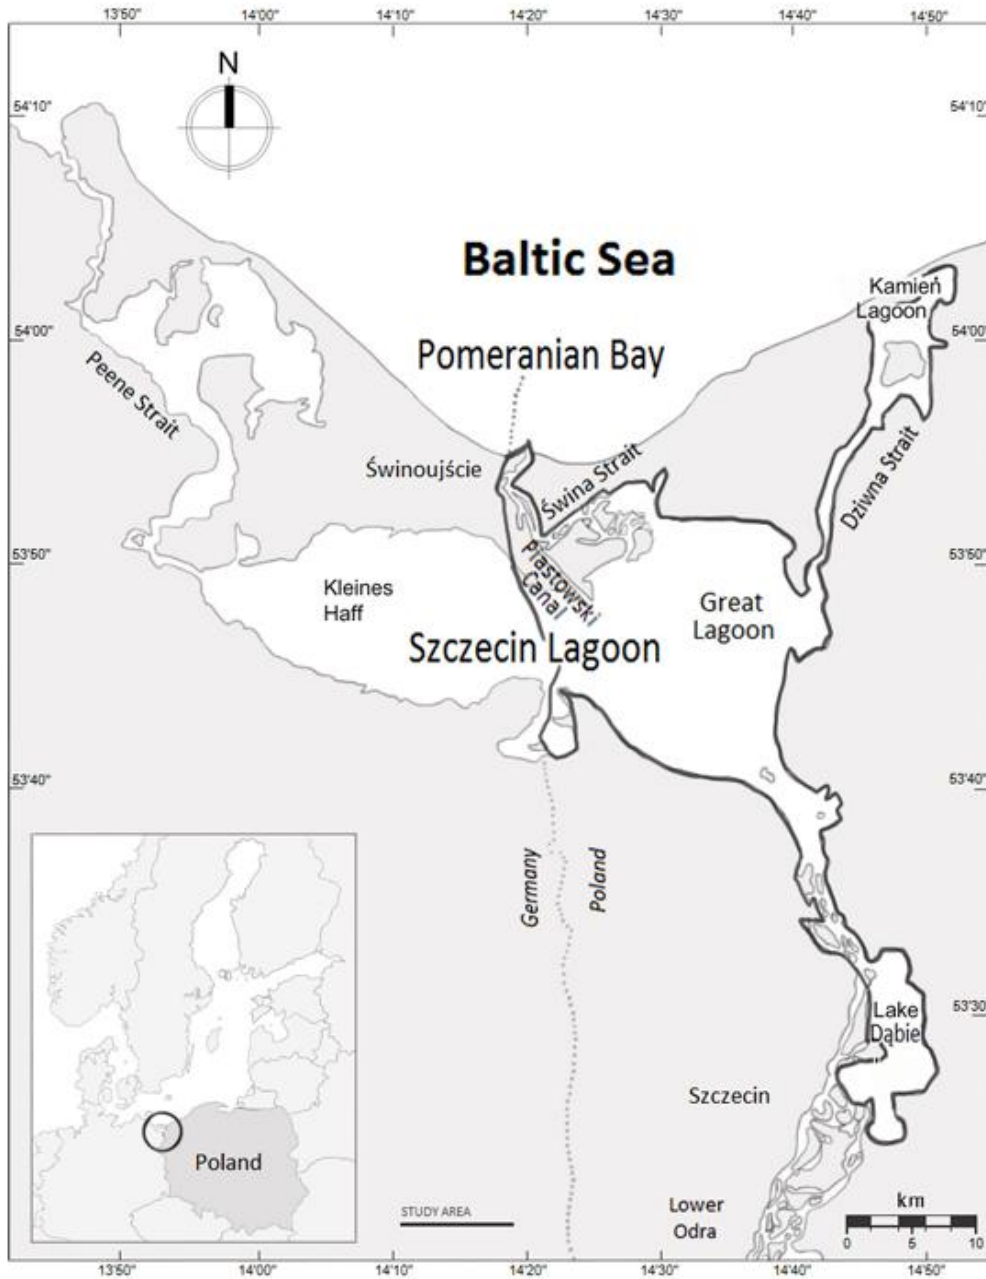 13'50" 14'00" 14'10" 14'20" 14'30" 14'40" 14'50"
N
54'10" 54'10"
Baltic Sea
Kamień
Lagoon
54'00" 54'00"
Pomeranian Bay
Peene Strait
Świnoujście
Świna Strait
Dziwna Strait
53'50" 53'50"
Piastowski
Canal
Kleines
Haff
Great
Lagoon
Szczecin Lagoon
53'40" 53'40"
Germany
Poland
53'30"
Lake
Dąbie
Szczecin
Poland
Lower
Odra
STUDY AREA
km
0 5 10
13'50" 14'00" 14'10" 14'20" 14'30" 14'40" 14'50"